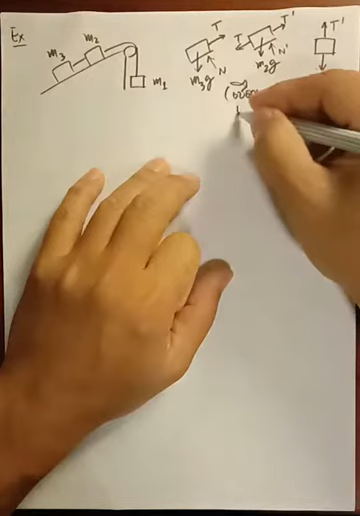 Ex
m₃ m₂ m₁
T N m₃g
T' T N' m₂g
T'